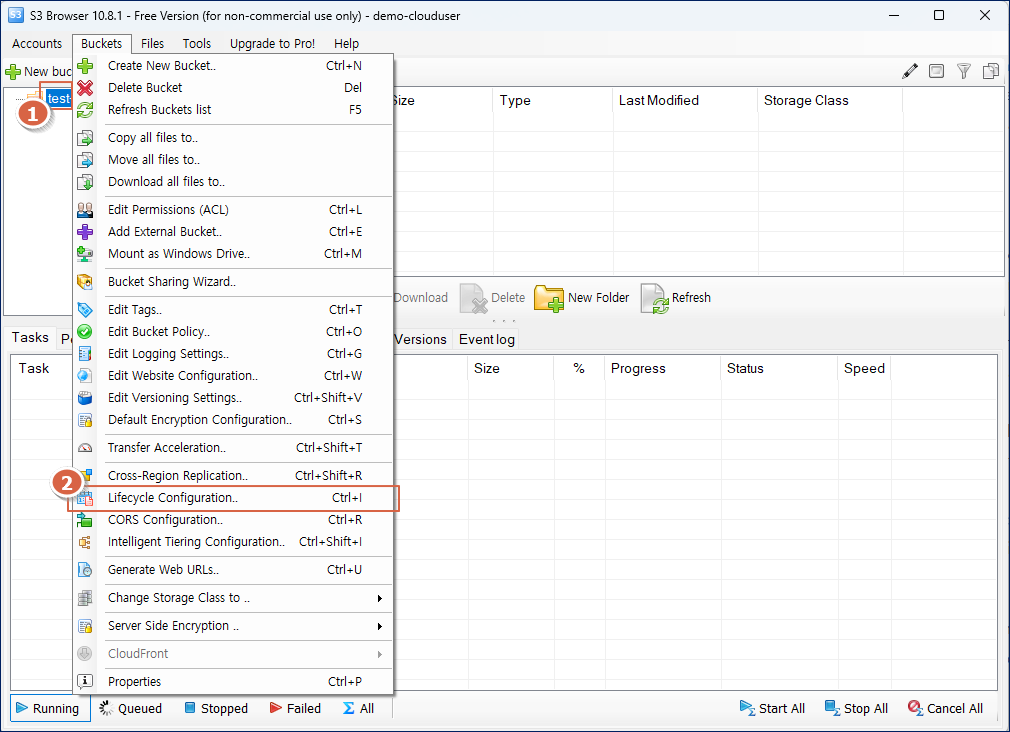 S3 Browser 10.8.1 - Free Version (for non-commercial use only) - demo-clouduser
Accounts Buckets Files Tools Upgrade to Pro! Help
New buc
test-
1
Size Type Last Modified Storage Class
Create New Bucket.. Ctrl+N
Delete Bucket Del
Refresh Buckets list F5
Copy all files to..
Move all files to..
Download all files to..
Edit Permissions (ACL) Ctrl+L
Add External Bucket.. Ctrl+E
Mount as Windows Drive.. Ctrl+M
Bucket Sharing Wizard..
Edit Tags.. Ctrl+T
Edit Bucket Policy.. Ctrl+O
Edit Logging Settings.. Ctrl+G
Edit Website Configuration.. Ctrl+W
Edit Versioning Settings.. Ctrl+Shift+V
Default Encryption Configuration.. Ctrl+S
Transfer Acceleration.. Ctrl+Shift+T
Cross-Region Replication.. Ctrl+Shift+R
2
Lifecycle Configuration.. Ctrl+I
CORS Configuration.. Ctrl+R
Intelligent Tiering Configuration.. Ctrl+Shift+I
Generate Web URLs.. Ctrl+U
Change Storage Class to ..
Server Side Encryption ..
CloudFront
Properties Ctrl+P
Download Delete New Folder Refresh
Tasks Versions Event log
Task Size % Progress Status Speed
Running Queued Stopped Failed All Start All Stop All Cancel All